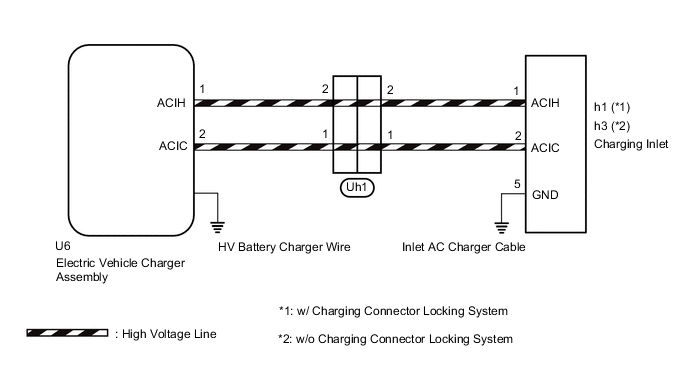 1
2
2
1
ACIH
ACIH
h1 (*1)
h3 (*2)
Charging Inlet
2
1
1
2
ACIC
ACIC
Uh1
5
GND
U6
Electric Vehicle Charger
Assembly
HV Battery Charger Wire
Inlet AC Charger Cable
*1: w/ Charging Connector Locking System
: High Voltage Line
*2: w/o Charging Connector Locking System